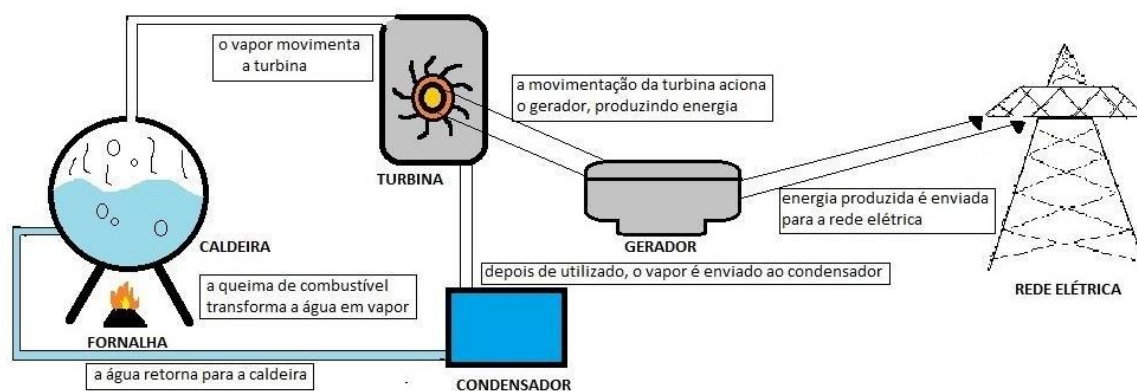 o vapor movimenta
a turbina
TURBINA
a movimentação da turbina aciona
o gerador, produzindo energia
GERADOR
energia produzida é enviada
para a rede elétrica
REDE ELÉTRICA
CALDEIRA
a queima de combustível
transforma a água em vapor
FORNALHA
depois de utilizado, o vapor é enviado ao condensador
CONDENSADOR
a água retorna para a caldeira